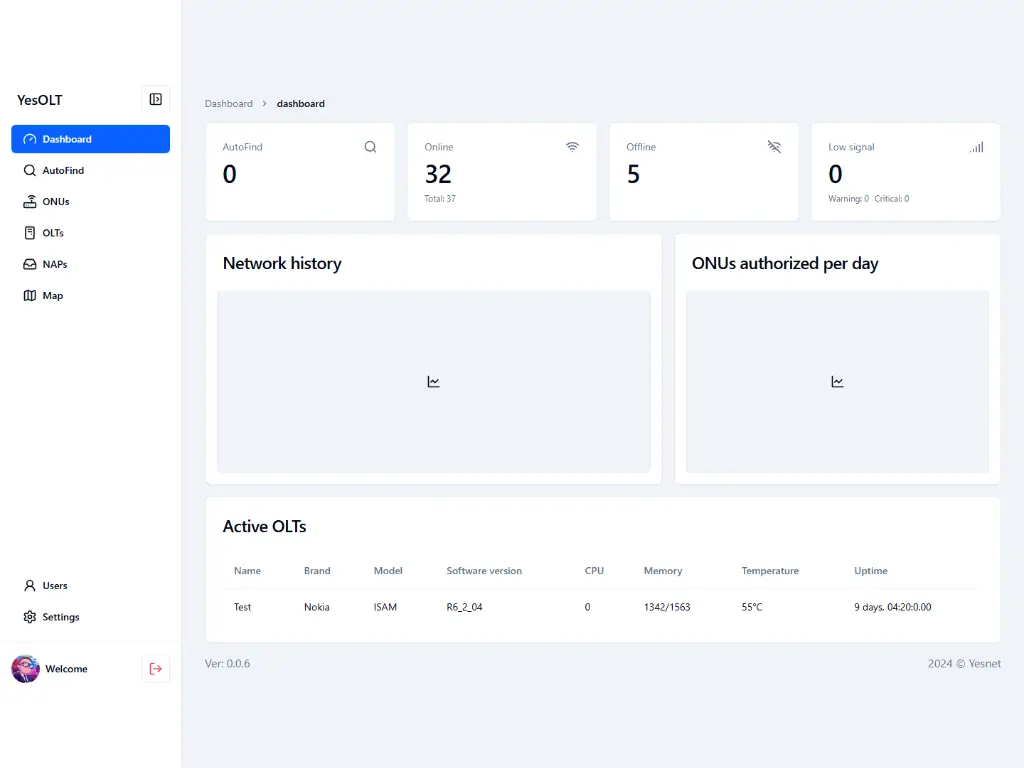 YesOLT
Dashboard
AutoFind
ONUs
OLTs
NAPs
Map
Users
Settings
Welcome
Dashboard > dashboard
AutoFind
0
Online
32
Total: 37
Offline
5
Low signal
0
Warning: 0 Critical: 0
Network history
ONUs authorized per day
Active OLTs
Name Brand Model Software version CPU Memory Temperature Uptime
Test Nokia ISAM R6_2_04 0 1342/1563 55°C 9 days, 04:20:0.00
Ver: 0.0.6
2024 © Yesnet